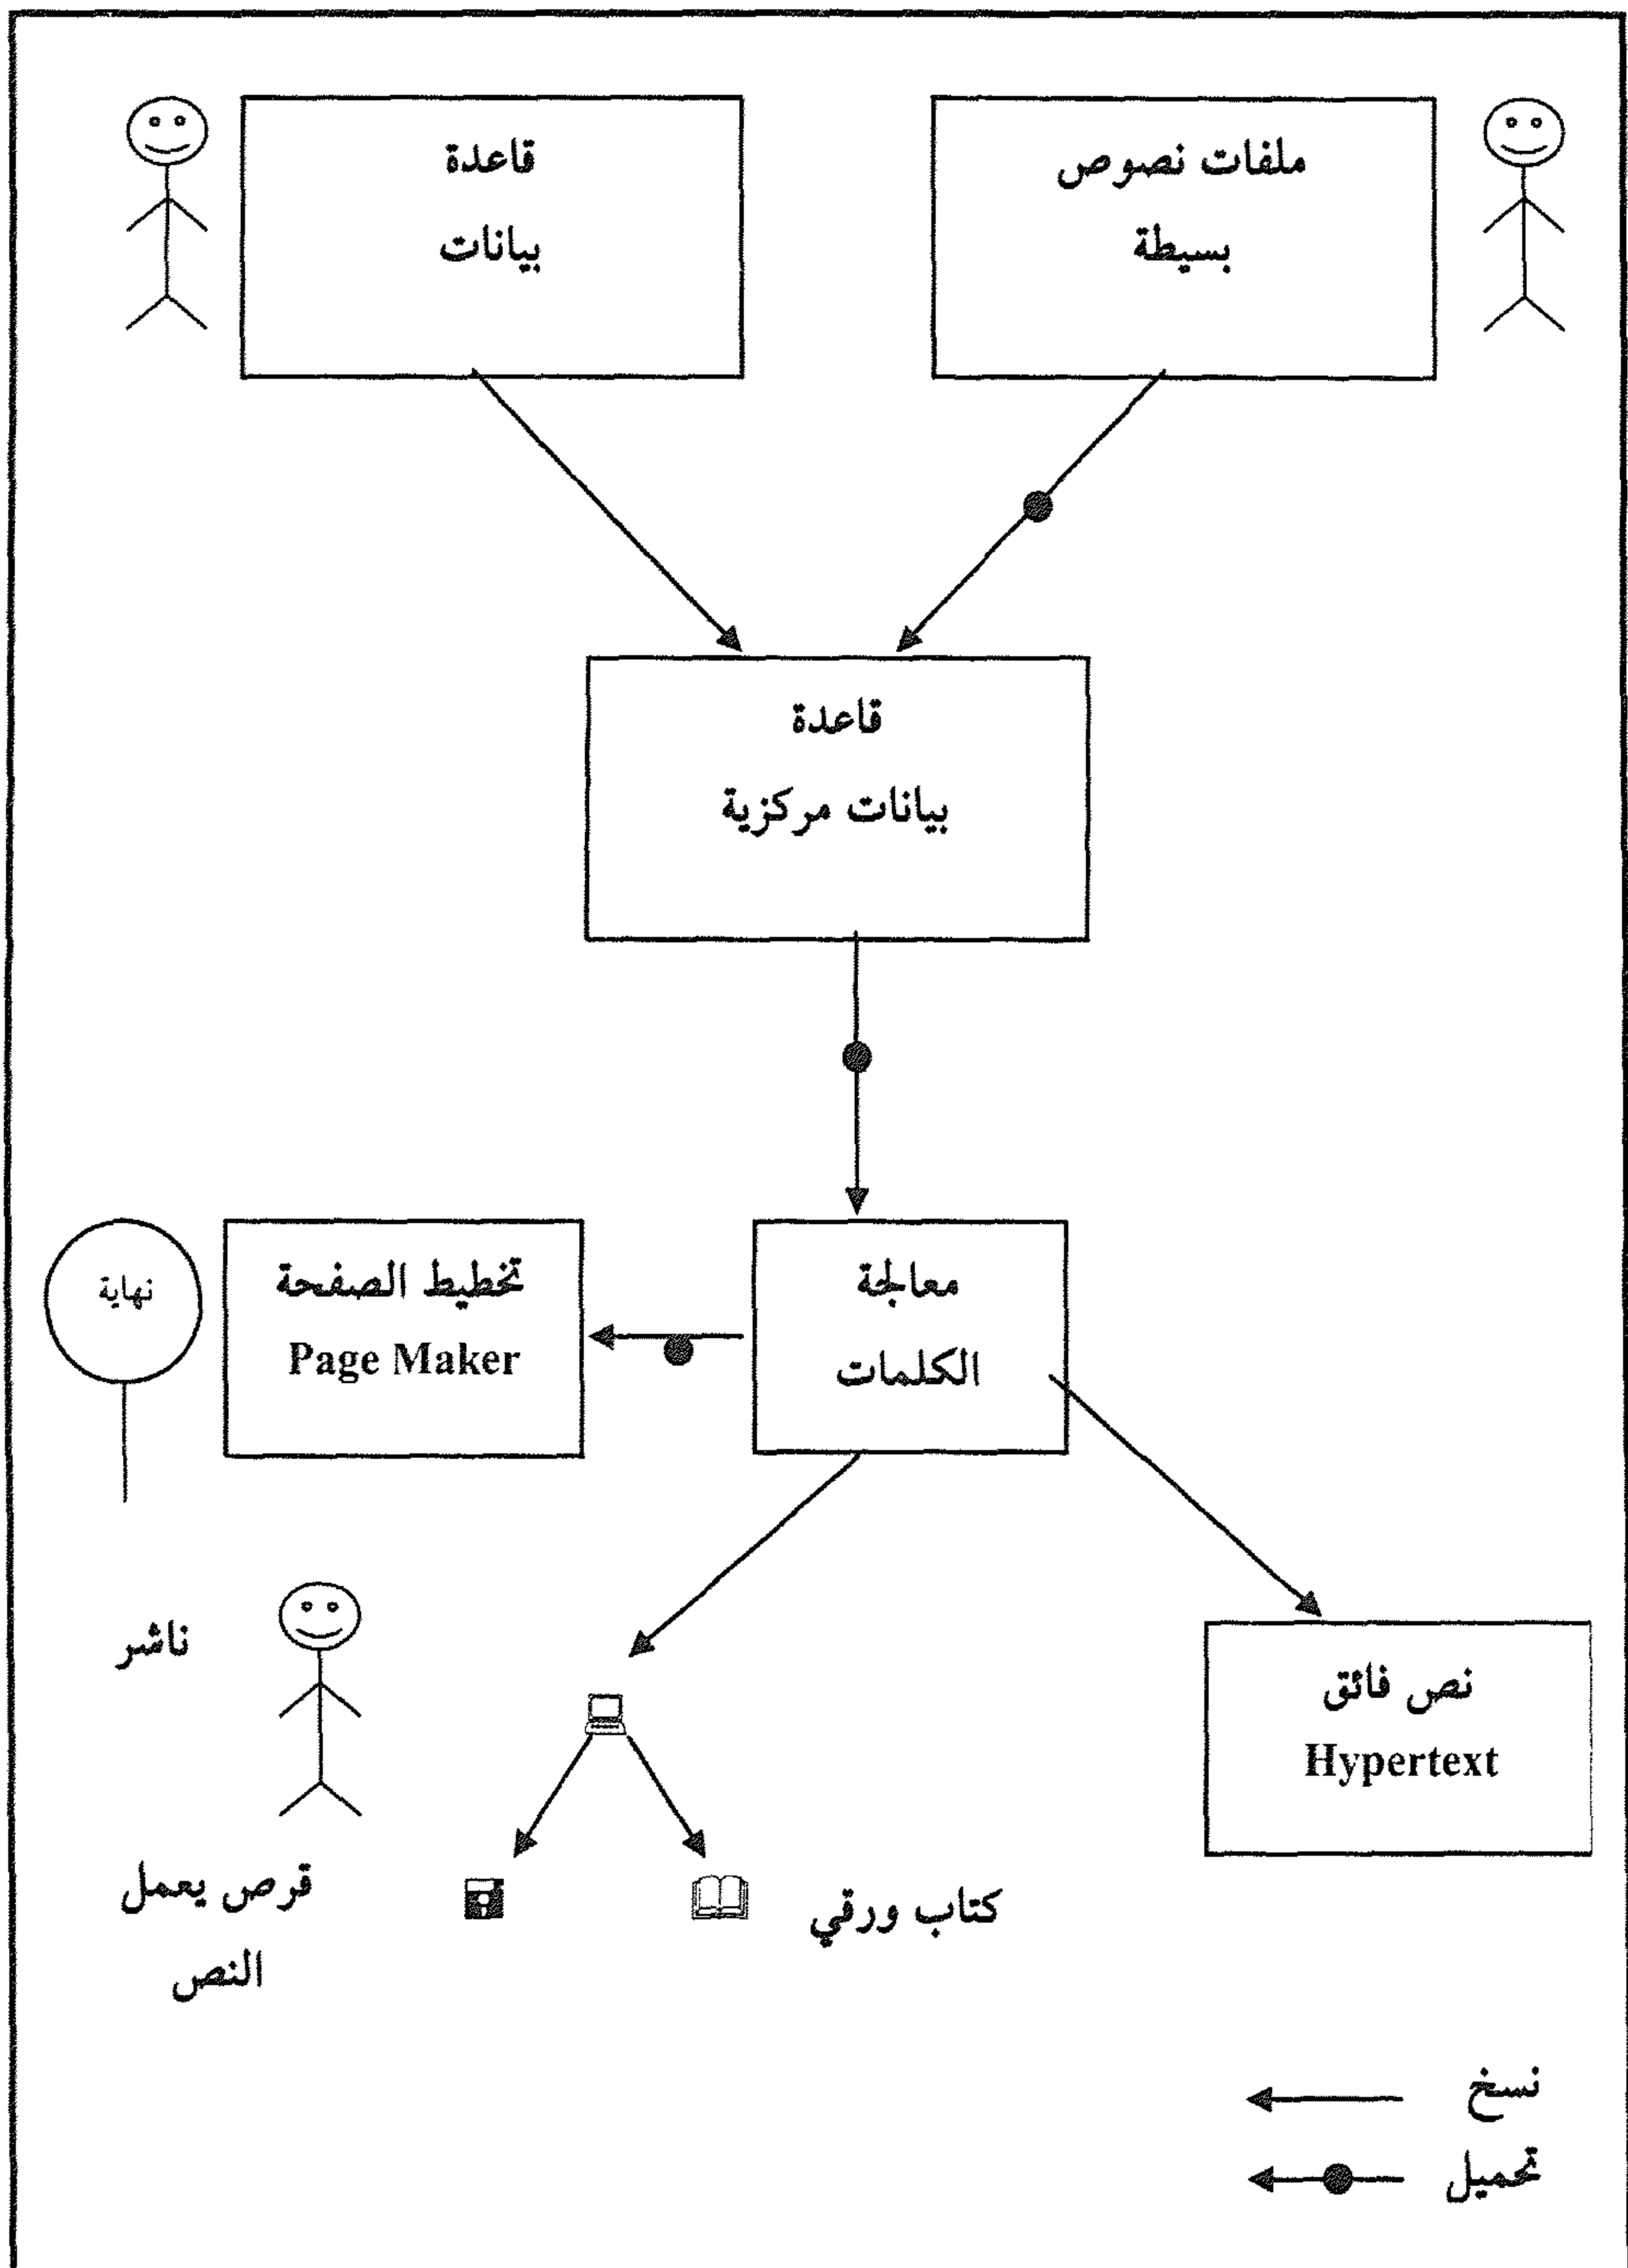 ملفات نصوص
بسيطة
قاعدة
بيانات
قاعدة
بيانات مركزية
معالجة
الكلمات
تخطيط الصفحة
Page Maker
نهاية
ناشر
نص فائق
Hypertext
قرص يعمل
النص
كتاب ورقي
نسخ
تحميل